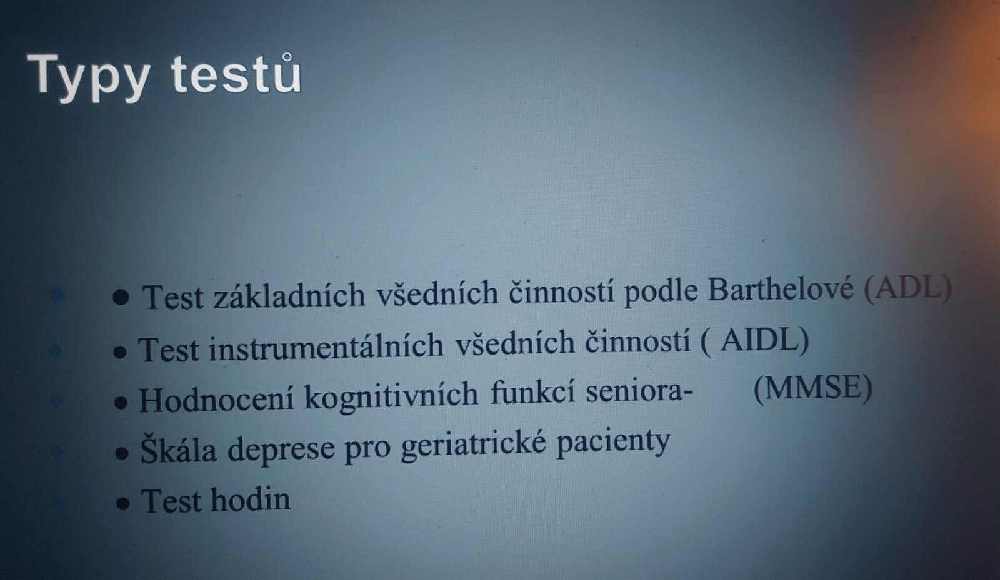 Typy testů
● Test základních všedních činností podle Barthelové (ADL)
● Test instrumentálních všedních činností ( AIDL)
● Hodnocení kognitivních funkcí seniora- (MMSE)
● Škála deprese pro geriatrické pacienty
● Test hodin